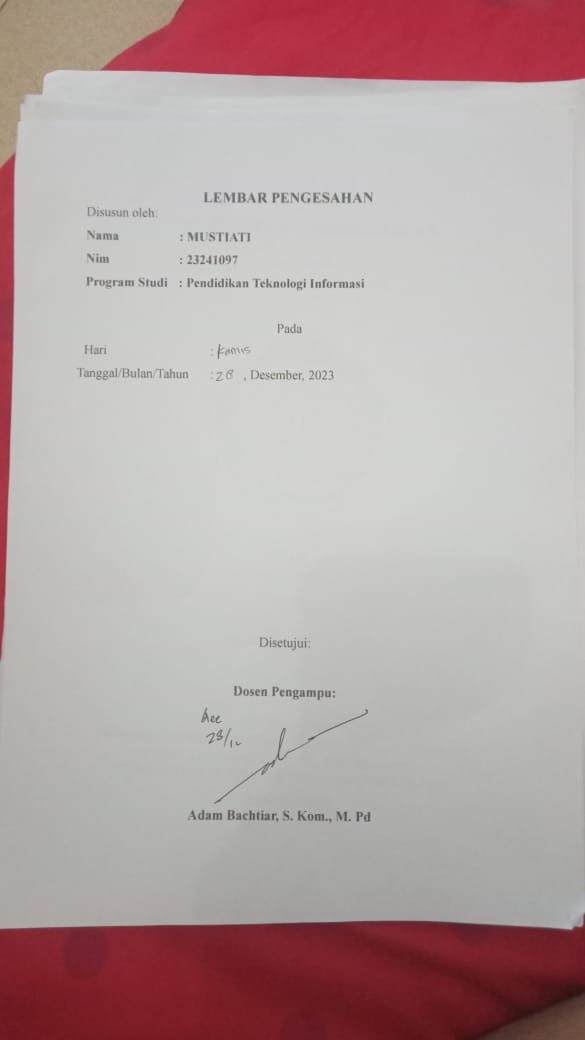 LEMBAR PENGESAHAN
Disusun oleh:
Nama : MUSTIATI
Nim : 23241097
Program Studi : Pendidikan Teknologi Informasi
Pada
Hari : Kamis
Tanggal/Bulan/Tahun : 28 , Desember, 2023
Disetujui:
Dosen Pengampu:
Acc
28/12
Adam Bachtiar, S. Kom., M. Pd